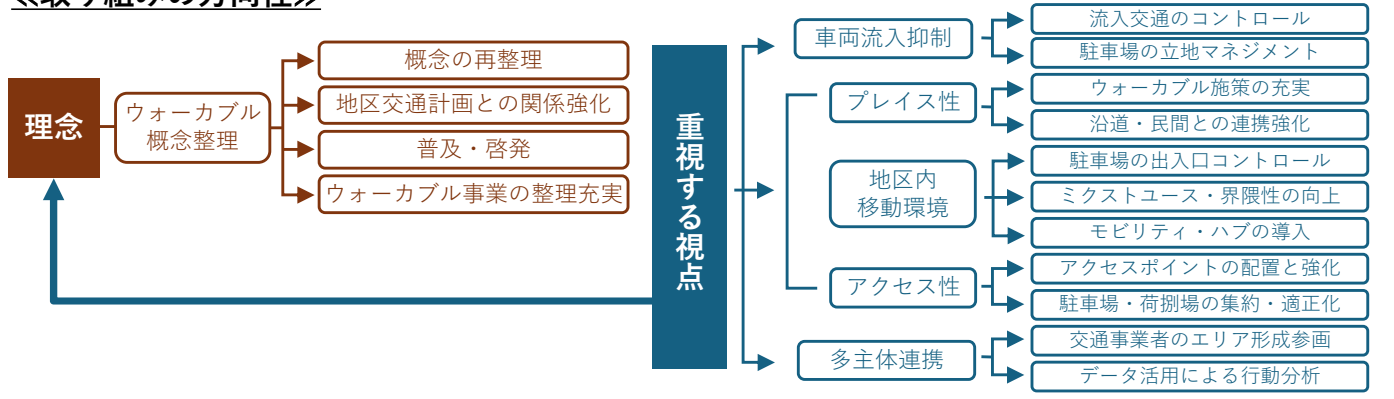 ≪取り組みの方向性≫
理念
ウォーカブル
概念整理
概念の再整理
地区交通計画との関係強化
普及・啓発
ウォーカブル事業の整理充実
重視する視点
車両流入抑制
流入交通のコントロール
駐車場の立地マネジメント
プレイス性
ウォーカブル施策の充実
沿道・民間との連携強化
地区内
移動環境
駐車場の出入口コントロール
ミクストユース・界隈性の向上
モビリティ・ハブの導入
アクセス性
アクセスポイントの配置と強化
駐車場・荷捌場の集約・適正化
多主体連携
交通事業者のエリア形成参画
データ活用による行動分析